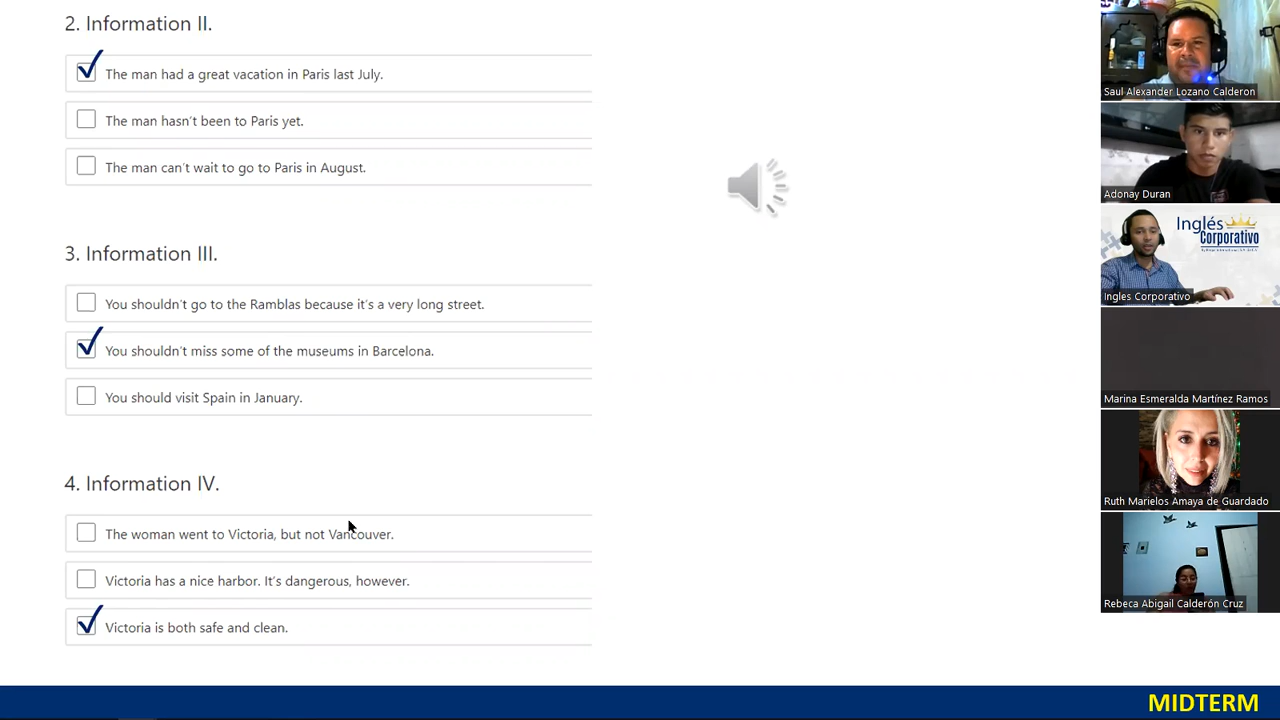 2. Information II.
The man had a great vacation in Paris last July.
The man hasn't been to Paris yet.
The man can't wait to go to Paris in August.
3. Information III.
You shouldn't go to the Ramblas because it's a very long street.
You shouldn't miss some of the museums in Barcelona.
You should visit Spain in January.
4. Information IV.
The woman went to Victoria, but not Vancouver.
Victoria has a nice harbor. It's dangerous, however.
Victoria is both safe and clean.
Saul Alexander Lozano Calderon
Adonay Duran
Inglés
Corporativo
Ingles Corporativo
Marina Esmeralda Martínez Ramos
Ruth Marielos Amaya de Guardado
Rebeca Abigail Calderón Cruz
MIDTERM